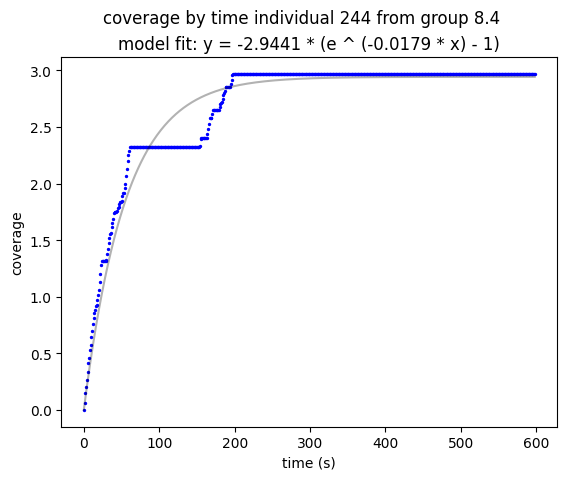 coverage by time individual 244 from group 8.4
model fit: y = -2.9441 * (e ^ (-0.0179 * x) - 1)
3.0
2.5
2.0
1.5
1.0
0.5
0.0
coverage
0 100 200 300 400 500 600
time (s)